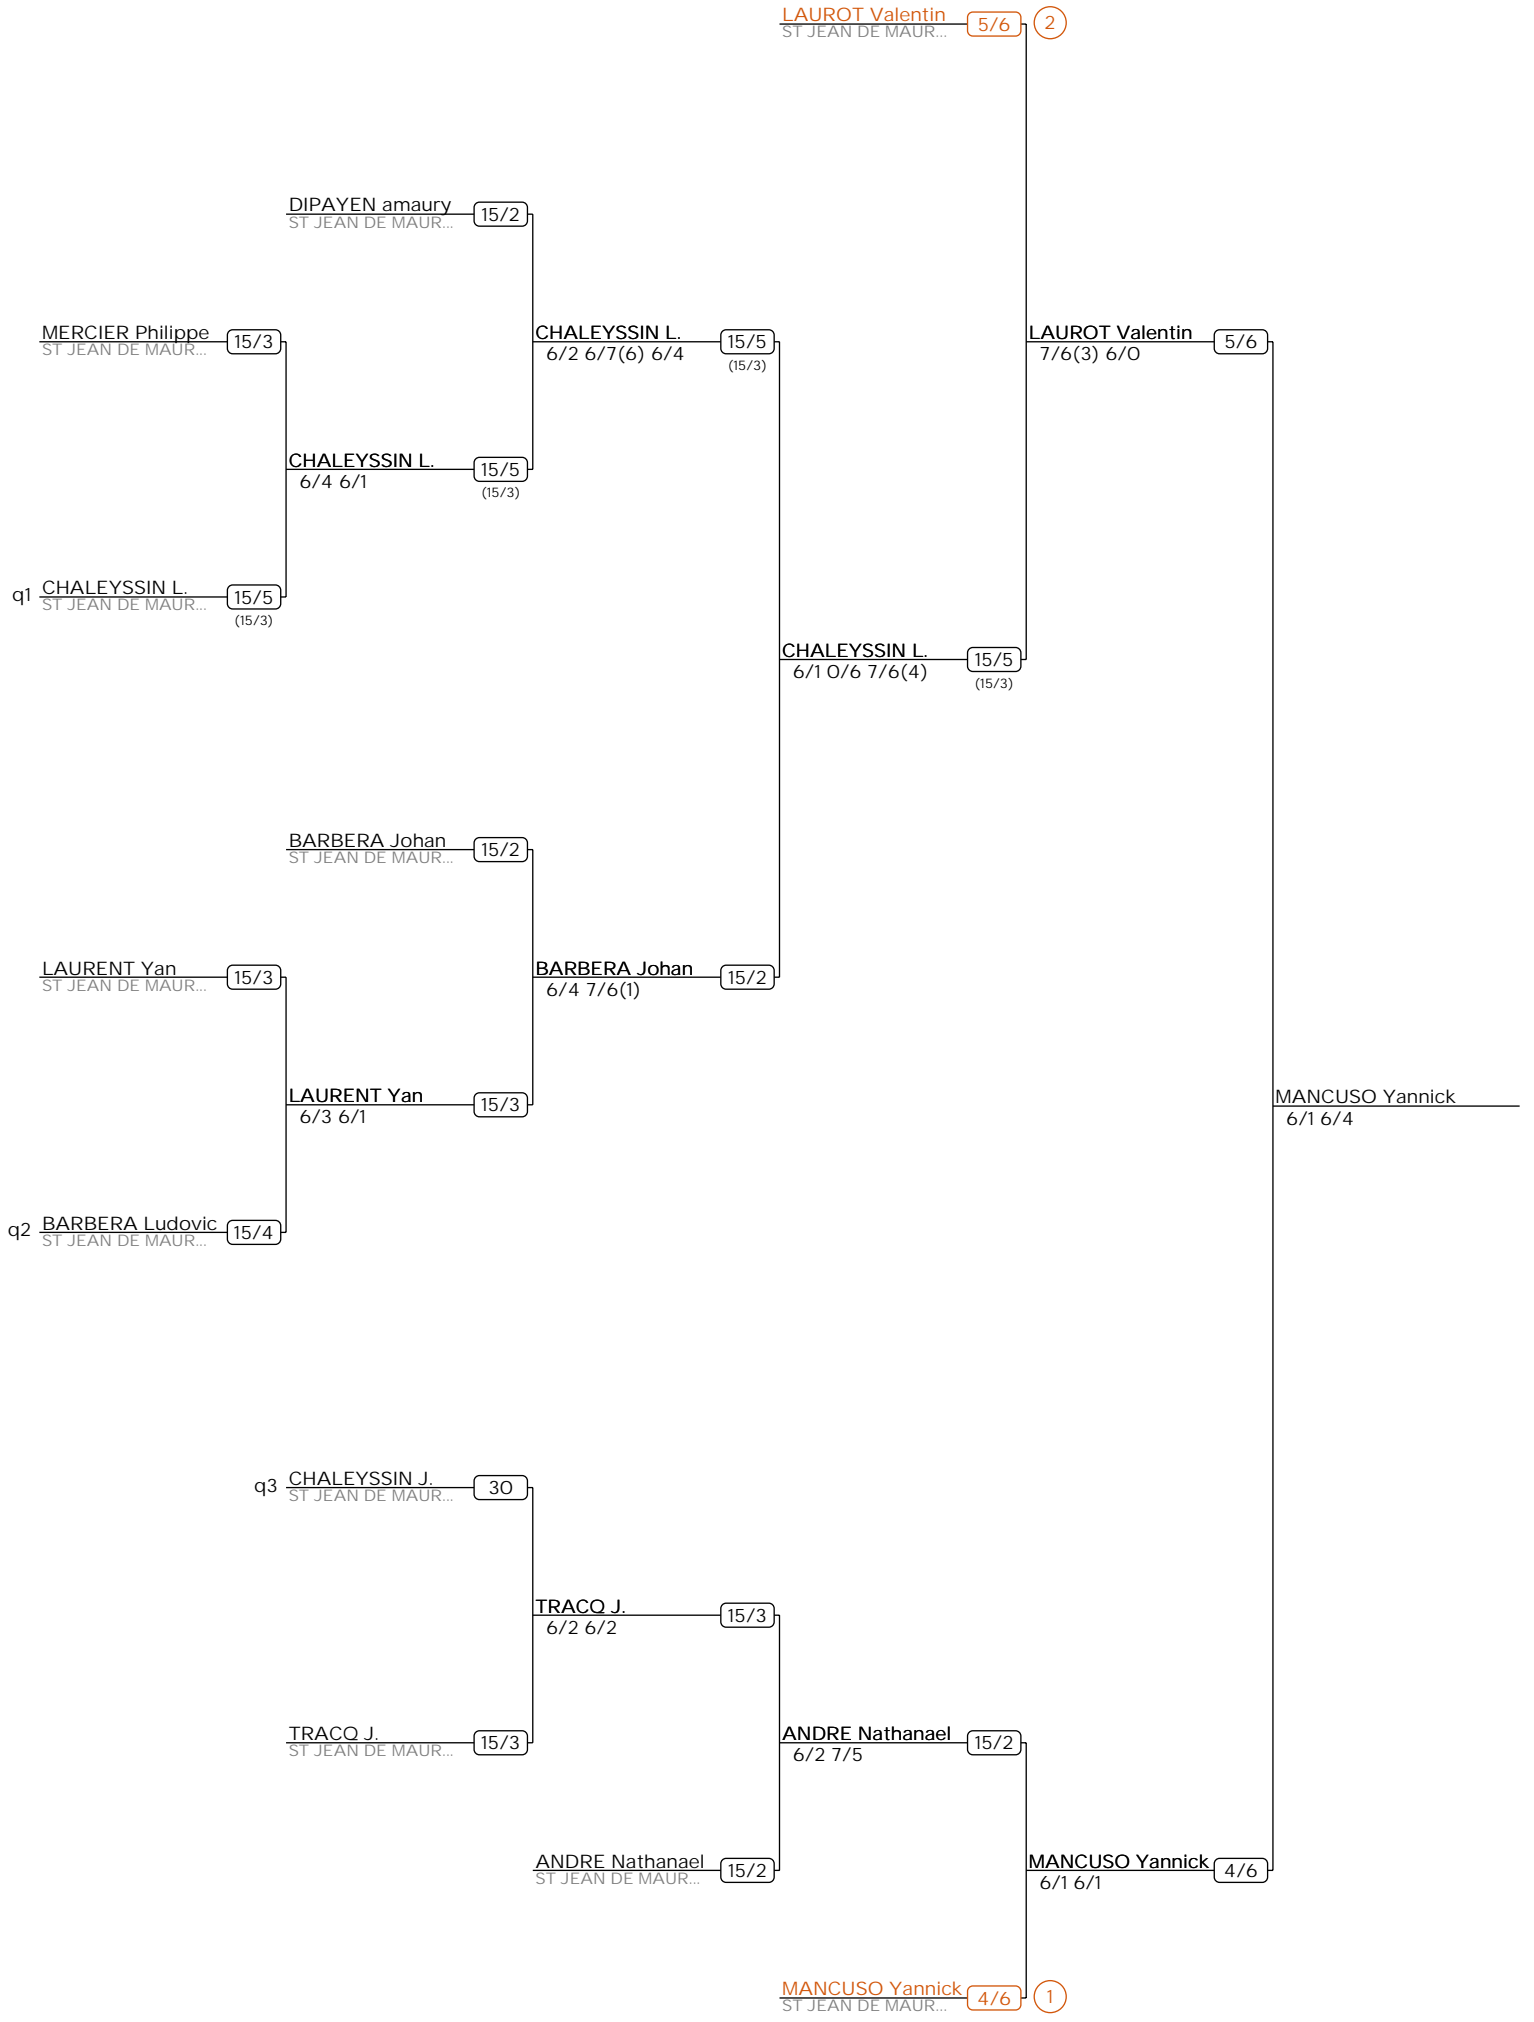 LAUROT Valentin 5/6 2
ST JEAN DE MAUR...
DIPAYEN amaury 15/2
ST JEAN DE MAUR...
MERCIER Philippe 15/3
ST JEAN DE MAUR...
CHALEYSSIN L. 15/5
6/2 6/7(6) 6/4
(15/3)
LAUROT Valentin 5/6
7/6(3) 6/0
CHALEYSSIN L. 15/5
6/4 6/1
(15/3)
q1 CHALEYSSIN L. 15/5
ST JEAN DE MAUR...
(15/3)
CHALEYSSIN L. 15/5
6/1 0/6 7/6(4)
(15/3)
BARBERA Johan 15/2
ST JEAN DE MAUR...
LAURENT Yan 15/3
ST JEAN DE MAUR...
BARBERA Johan 15/2
6/4 7/6(1)
LAURENT Yan 15/3
6/3 6/1
MANCUSO Yannick
6/1 6/4
q2 BARBERA Ludovic 15/4
ST JEAN DE MAUR...
q3 CHALEYSSIN J. 30
ST JEAN DE MAUR...
TRACQ J. 15/3
6/2 6/2
TRACQ J. 15/3
ST JEAN DE MAUR...
ANDRE Nathanael 15/2
6/2 7/5
ANDRE Nathanael 15/2
ST JEAN DE MAUR...
MANCUSO Yannick 4/6
6/1 6/1
MANCUSO Yannick 4/6 1
ST JEAN DE MAUR...